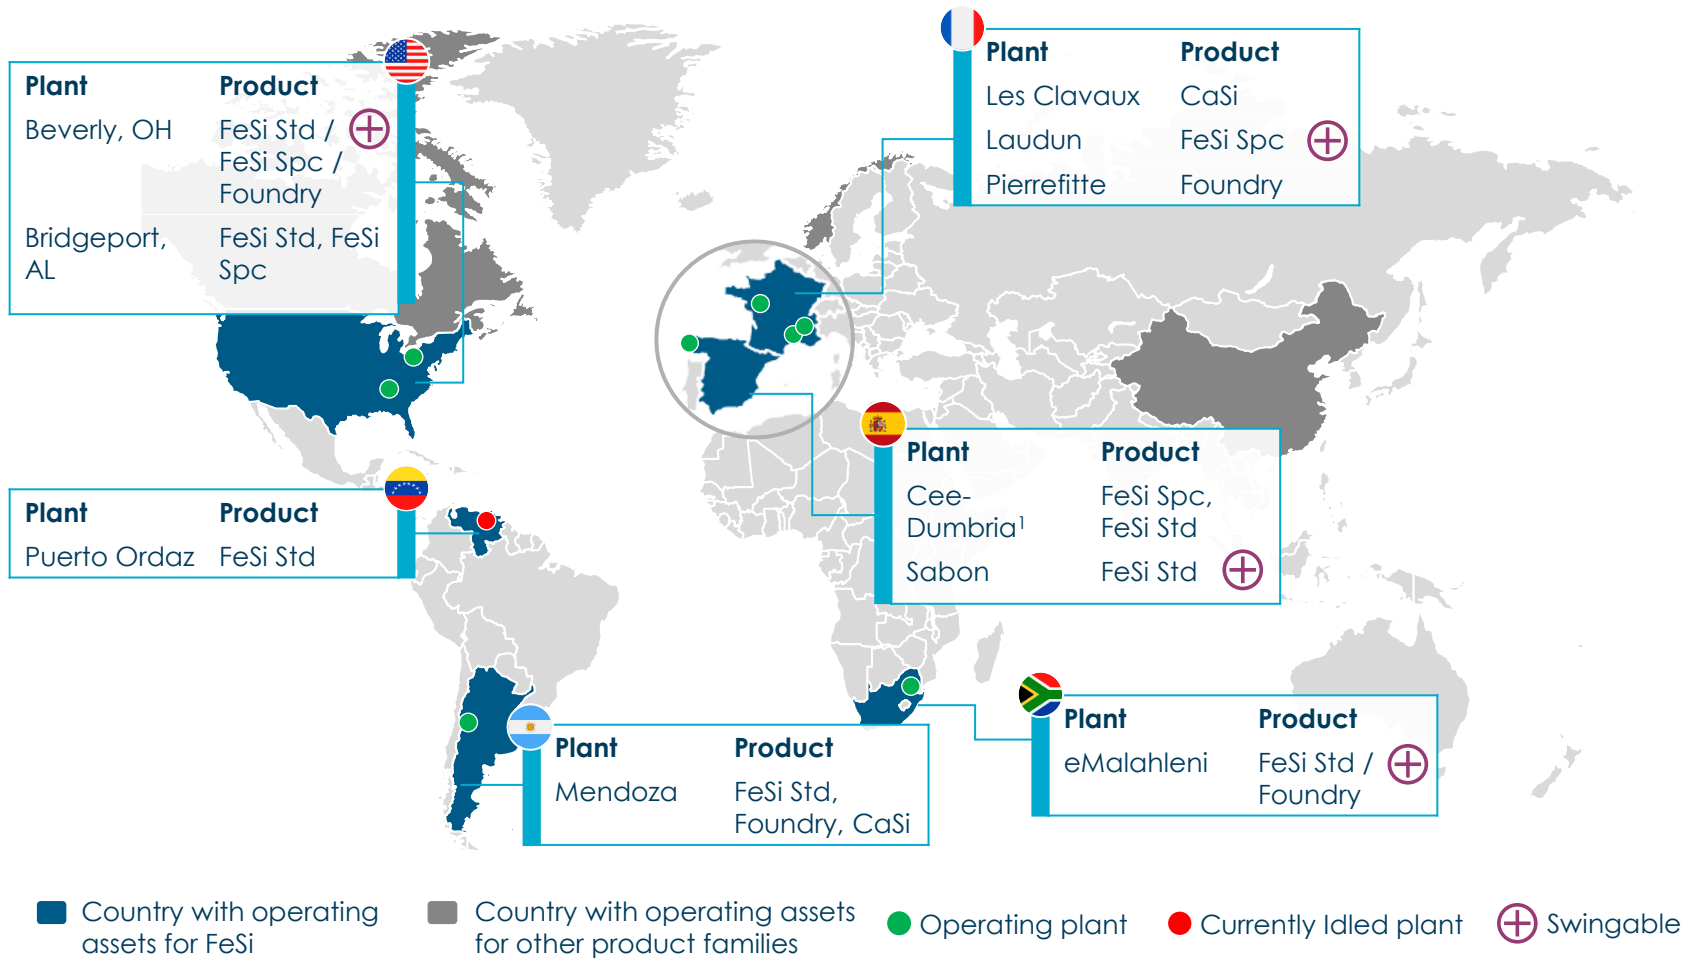 Plant Product
Beverly, OH FeSi Std /
FeSi Spc /
Foundry
Bridgeport, FeSi Std, FeSi
AL Spc
Plant Product
Les Clavaux CaSi
Laudun FeSi Spc
Pierrefitte Foundry
Plant Product
Cee- FeSi Spc,
Dumbria¹ FeSi Std
Sabon FeSi Std
Plant Product
Puerto Ordaz FeSi Std
Plant Product
Mendoza FeSi Std,
Foundry, CaSi
Plant Product
eMalahleni FeSi Std /
Foundry
Country with operating
assets for FeSi
Country with operating assets
for other product families
Operating plant
Currently Idled plant
Swingable